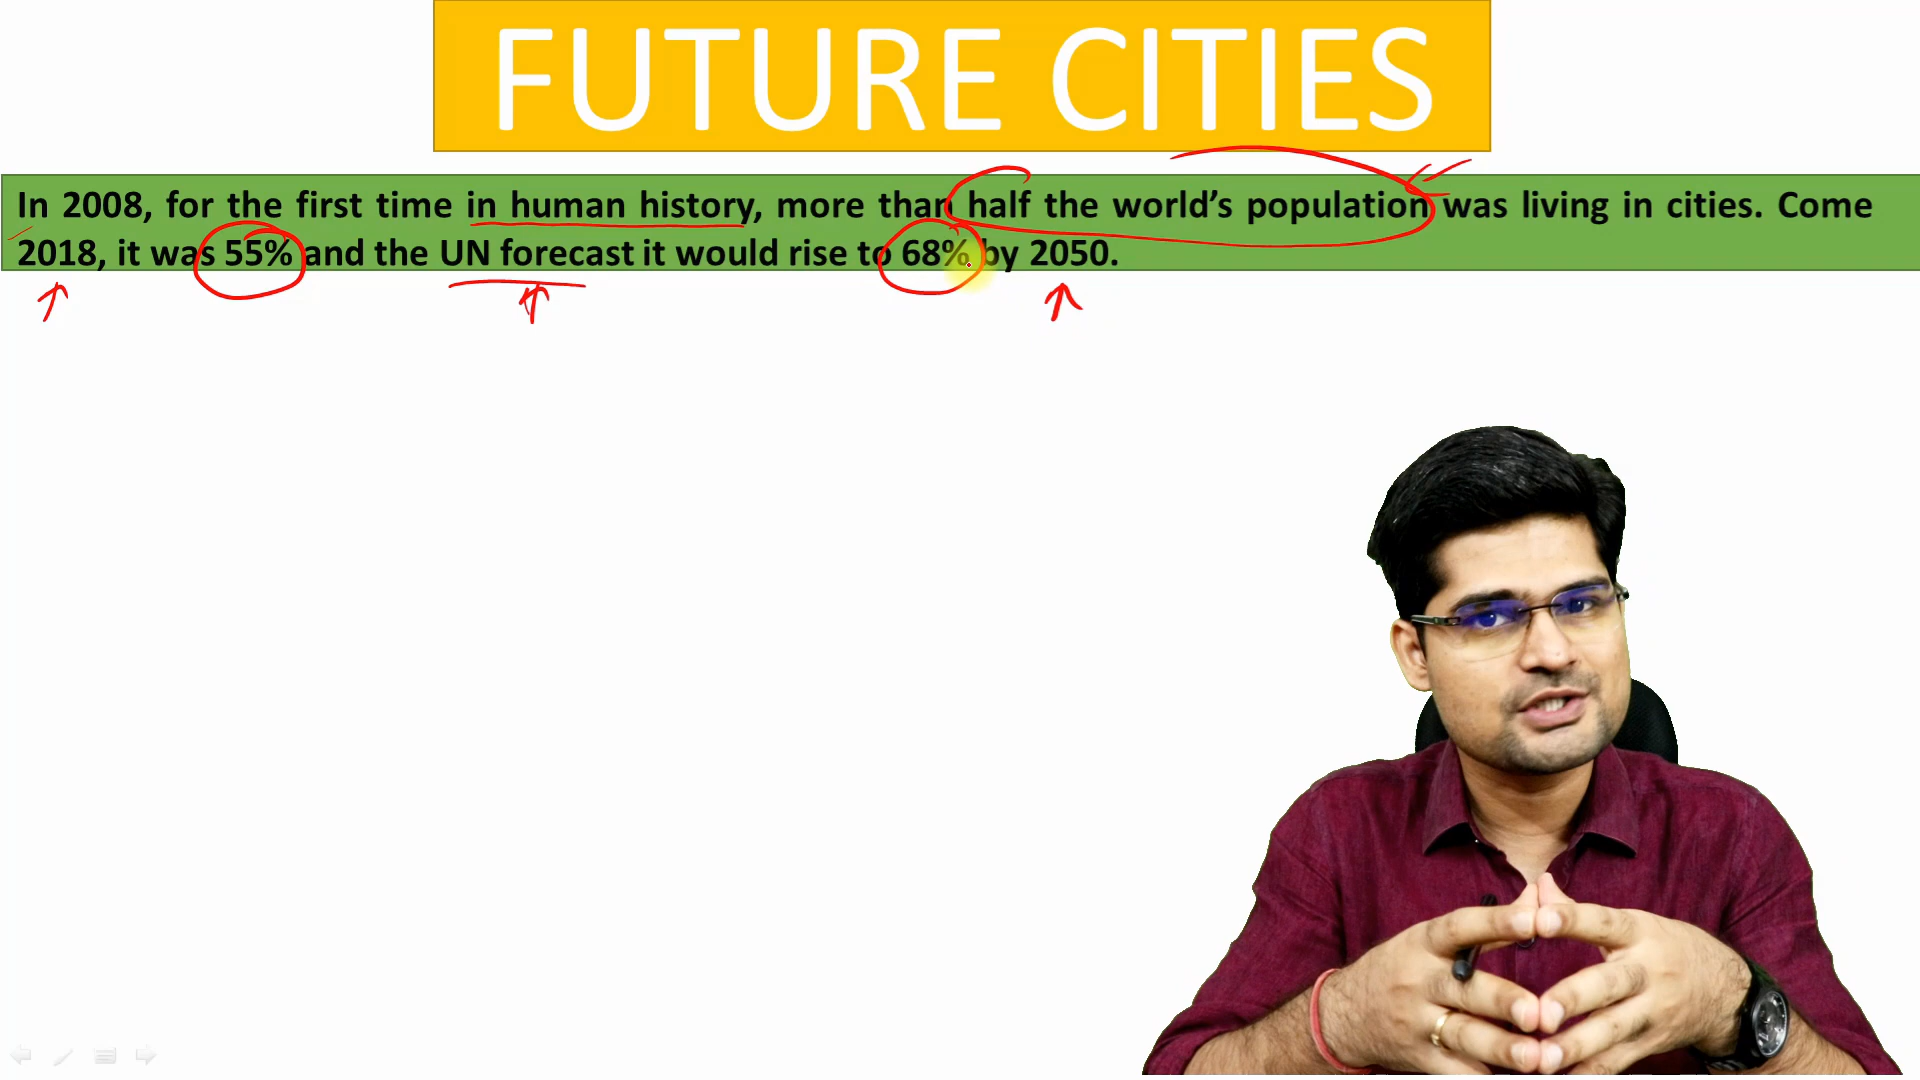 FUTURE CITIES
In 2008, for the first time in human history, more than half the world’s population was living in cities. Come
2018, it was 55% and the UN forecast it would rise to 68% by 2050.